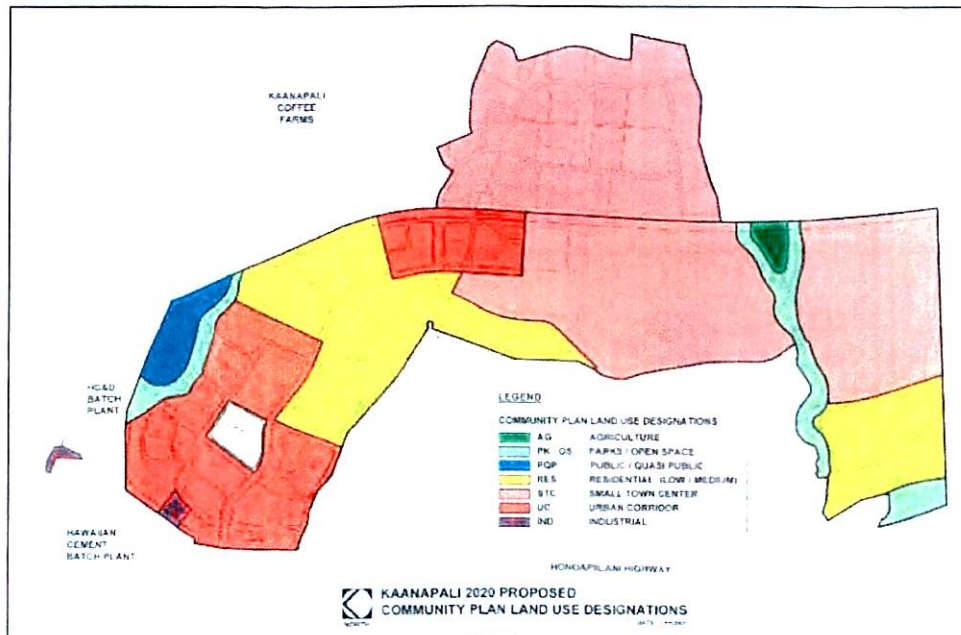 KAANAPALI
COFFEE
FARMS
HC&D
BATCH
PLANT
HAWAIIAN
CEMENT
BATCH PLANT
LEGEND
COMMUNITY PLAN LAND USE DESIGNATIONS
AG AGRICULTURE
PK OS PARKS / OPEN SPACE
PQP PUBLIC / QUASI PUBLIC
RES RESIDENTIAL (LOW / MEDIUM)
STC SMALL TOWN CENTER
UC URBAN CORRIDOR
IND INDUSTRIAL
HONOAPIILANI HIGHWAY
KAANAPALI 2020 PROPOSED
COMMUNITY PLAN LAND USE DESIGNATIONS
NORTH